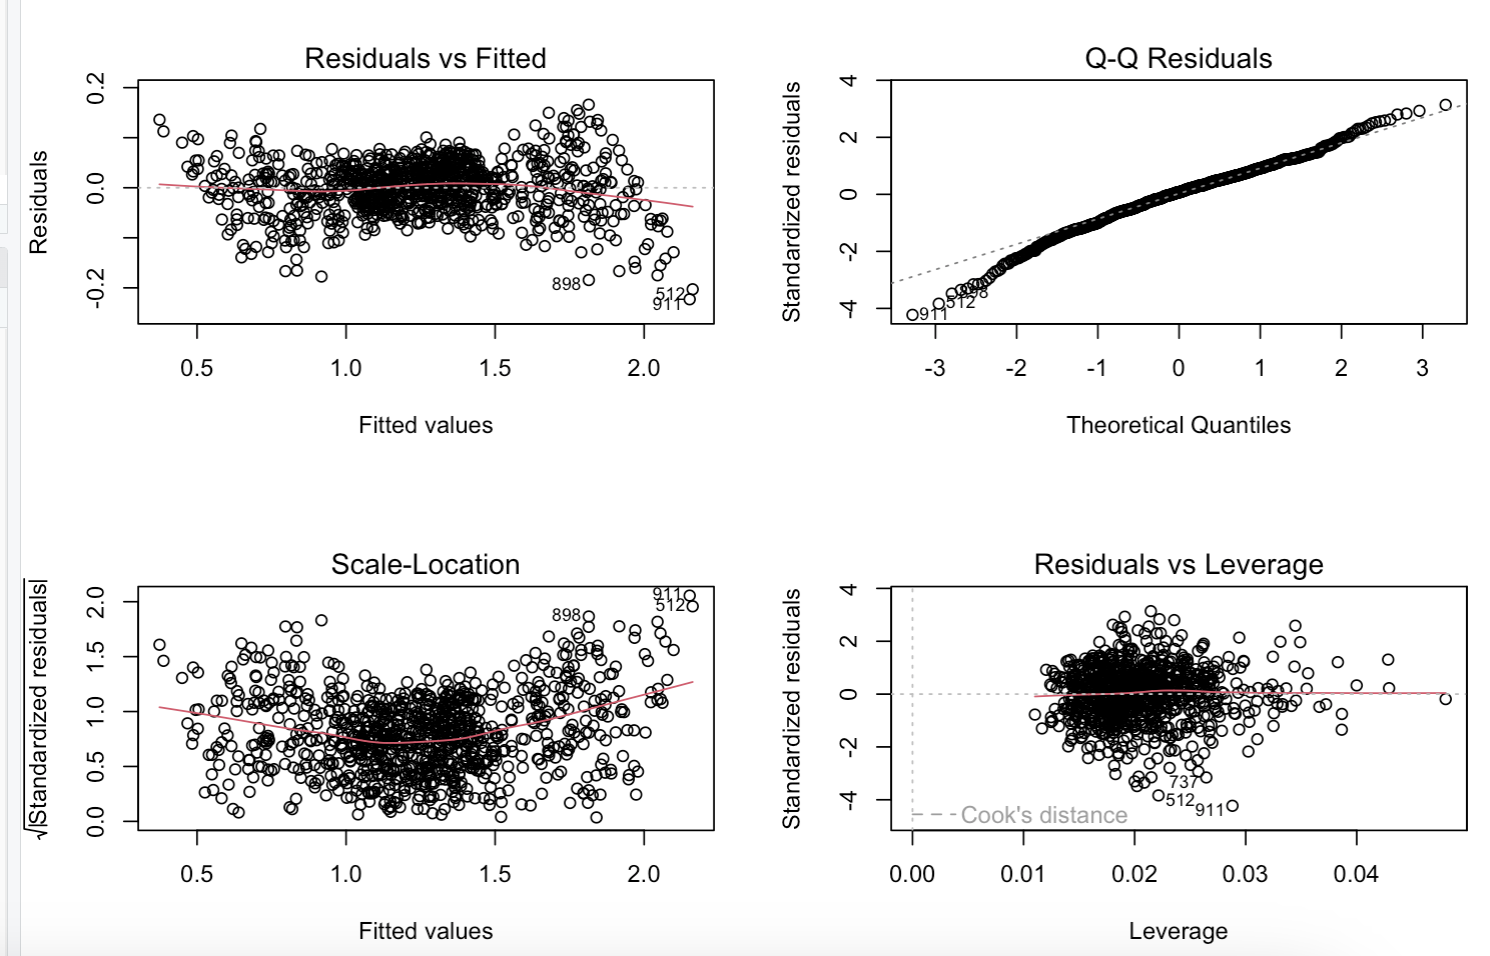 Residuals vs Fitted
Residuals
0.2
0.0
-0.2
898
512
911
0.5 1.0 1.5 2.0
Fitted values
Q-Q Residuals
Standardized residuals
4
2
0
-2
-4
898
512
911
-3 -2 -1 0 1 2 3
Theoretical Quantiles
Scale-Location
√|Standardized residuals|
2.0
1.5
1.0
0.5
0.0
911
512
898
0.5 1.0 1.5 2.0
Fitted values
Residuals vs Leverage
Standardized residuals
4
2
0
-2
-4
737
512
911
Cook's distance
0.00 0.01 0.02 0.03 0.04
Leverage